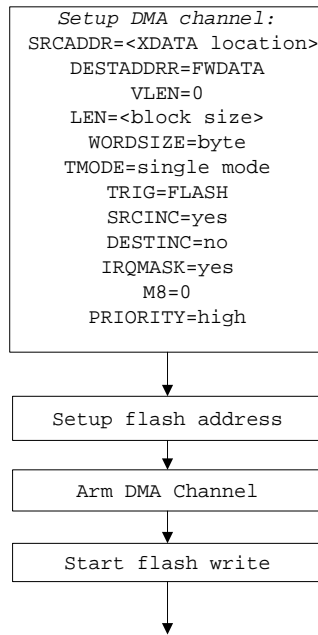 Setup DMA channel:
SRCADDR=<XDATA location>
DESTADDRR=FWDATA
VLEN=0
LEN=<block size>
WORDSIZE=byte
TMODE=single mode
TRIG=FLASH
SRCINC=yes
DESTINC=no
IRQMASK=yes
M8=0
PRIORITY=high
Setup flash address
Arm DMA Channel
Start flash write